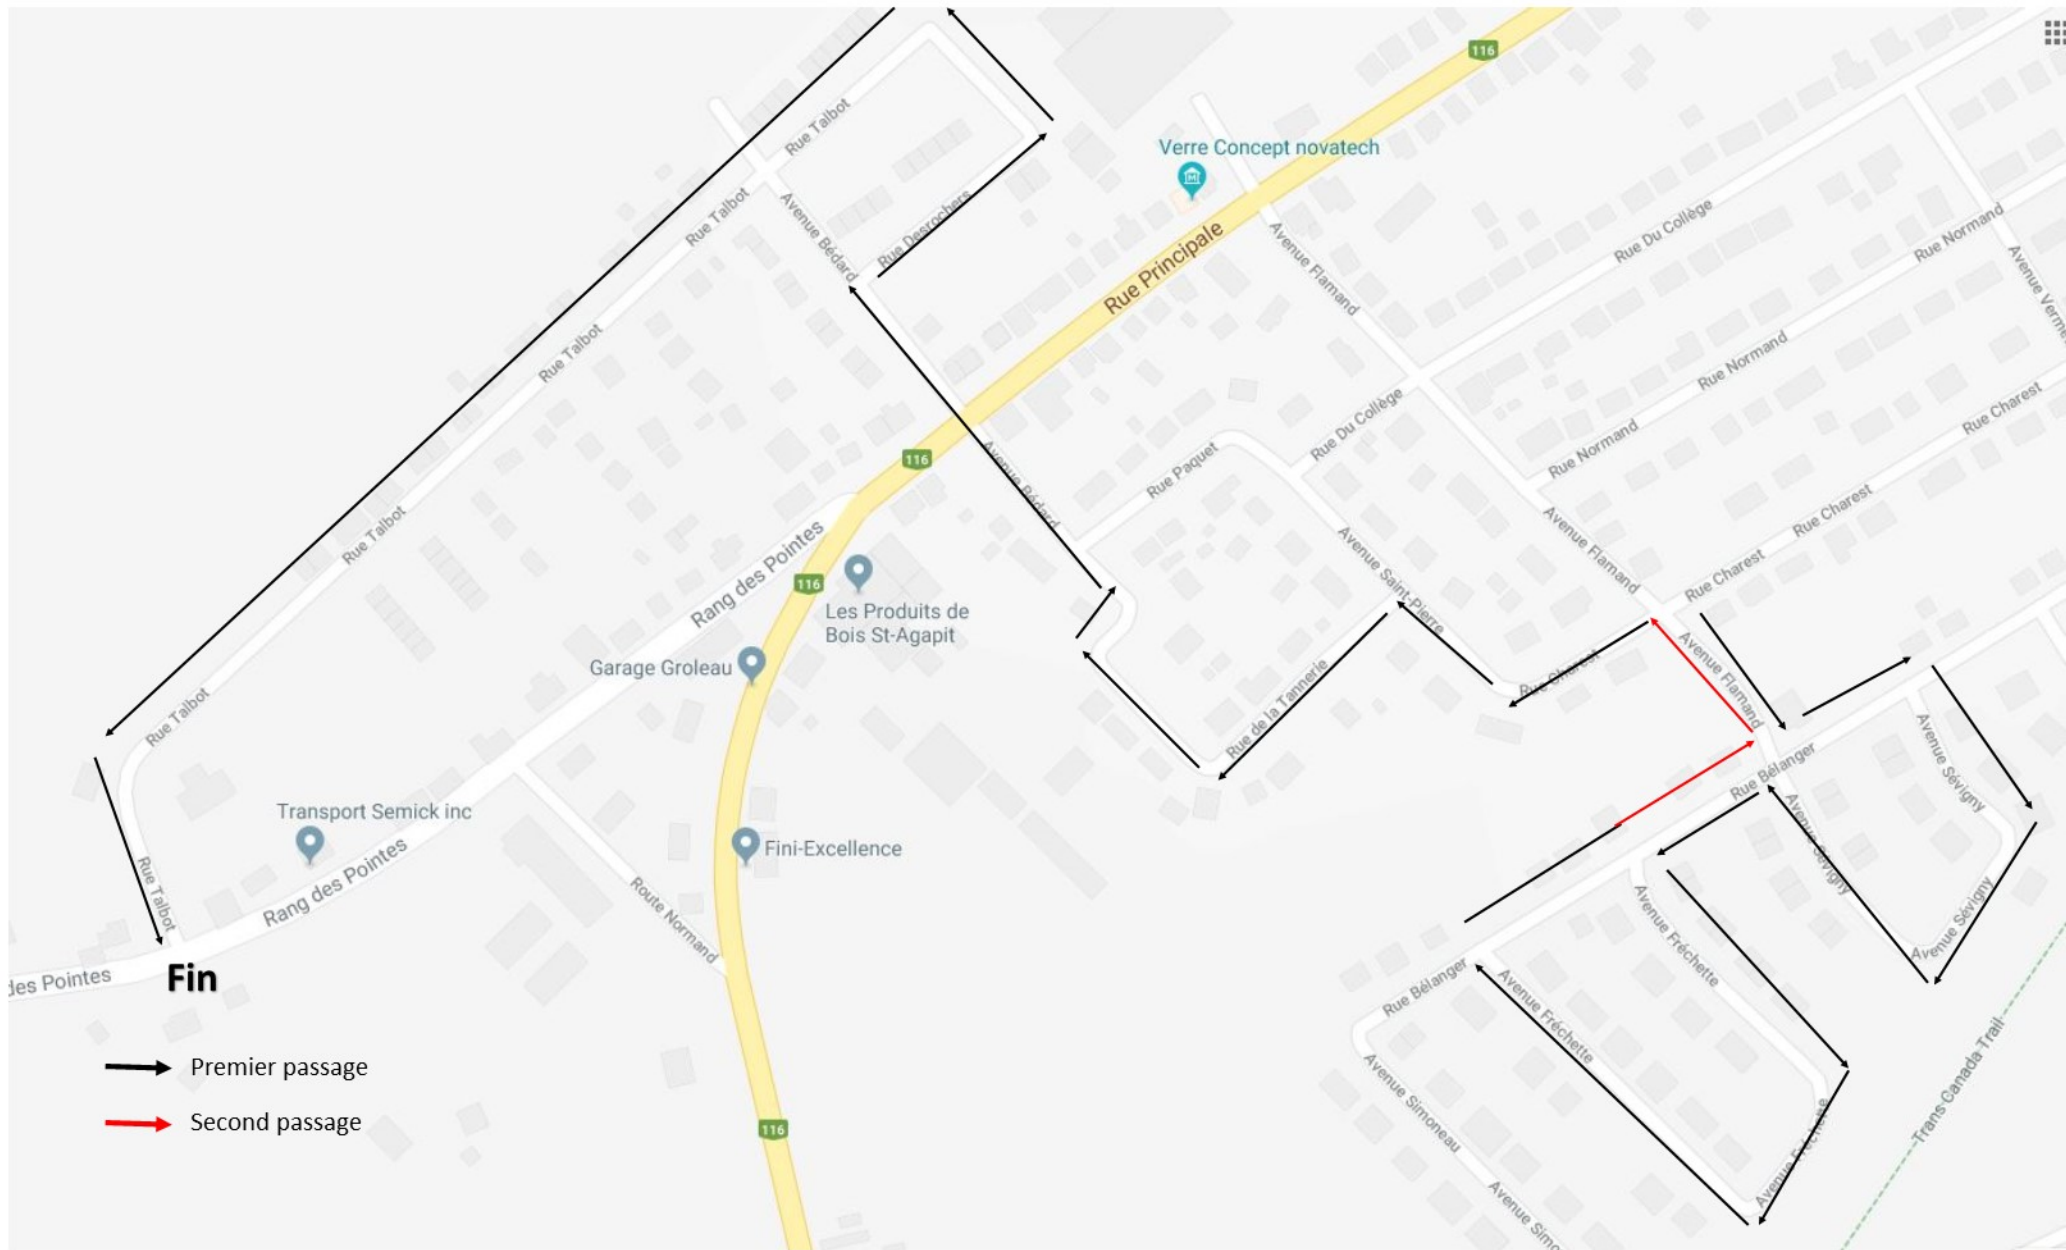 116
Rue Talbot
Verre Concept novatech
Rue Talbot
Avenue Bédard
Rue Desrochers
Rue Principale
Avenue Flamand
Rue Du Collège
Rue Normand
Avenue Verme
Rue Talbot
Rue Normand
Rue Du Collège
Rue Charest
116
Avenue Bédard
Rue Paquet
Rue Normand
Rue Talbot
Rang des Pointes
116
Avenue Saint-Pierre
Avenue Flamand
Rue Charest
Rue Charest
Les Produits de
Bois St-Agapit
Garage Groleau
Rue Talbot
Rue de la Tannerie
Rue Charest
Avenue Flamand
Rue Bélanger
Avenue Sévigny
Transport Semick inc
Fini-Excellence
Rue Talbot
Rang des Pointes
Route Normand
Avenue Sévigny
Avenue Sévigny
Avenue Fréchette
des Pointes
Fin
Rue Bélanger
Avenue Fréchette
Premier passage
Second passage
Avenue Simoneau
Avenue Fréchette
Trans Canada Trail
116
Avenue Simo